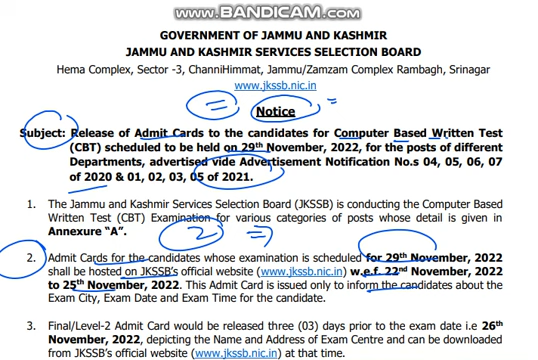 www.BANDICAM.com
GOVERNMENT OF JAMMU AND KASHMIR
JAMMU AND KASHMIR SERVICES SELECTION BOARD
Hema Complex, Sector -3, ChanniHimmat, Jammu/Zamzam Complex Rambagh, Srinagar
www.jkssb.nic.in
= Notice =
Subject: Release of Admit Cards to the candidates for Computer Based Written Test
(CBT) scheduled to be held on 29th November, 2022, for the posts of different
Departments, advertised vide Advertisement Notification No.s 04, 05, 06, 07
of 2020 & 01, 02, 03, 05 of 2021.
1. The Jammu and Kashmir Services Selection Board (JKSSB) is conducting the Computer Based
Written Test (CBT) Examination for various categories of posts whose detail is given in
Annexure "A".
2 =>
2. Admit Cards for the candidates whose examination is scheduled for 29th November, 2022
shall be hosted on JKSSB's official website (www.jkssb.nic.in) w.e.f. 22nd November, 2022
to 25th November, 2022. This Admit Card is issued only to inform the candidates about the
Exam City, Exam Date and Exam Time for the candidate.
3. Final/Level-2 Admit Card would be released three (03) days prior to the exam date i.e 26th
November, 2022, depicting the Name and Address of Exam Centre and can be downloaded
from JKSSB's official website (www.jkssb.nic.in) at that time.